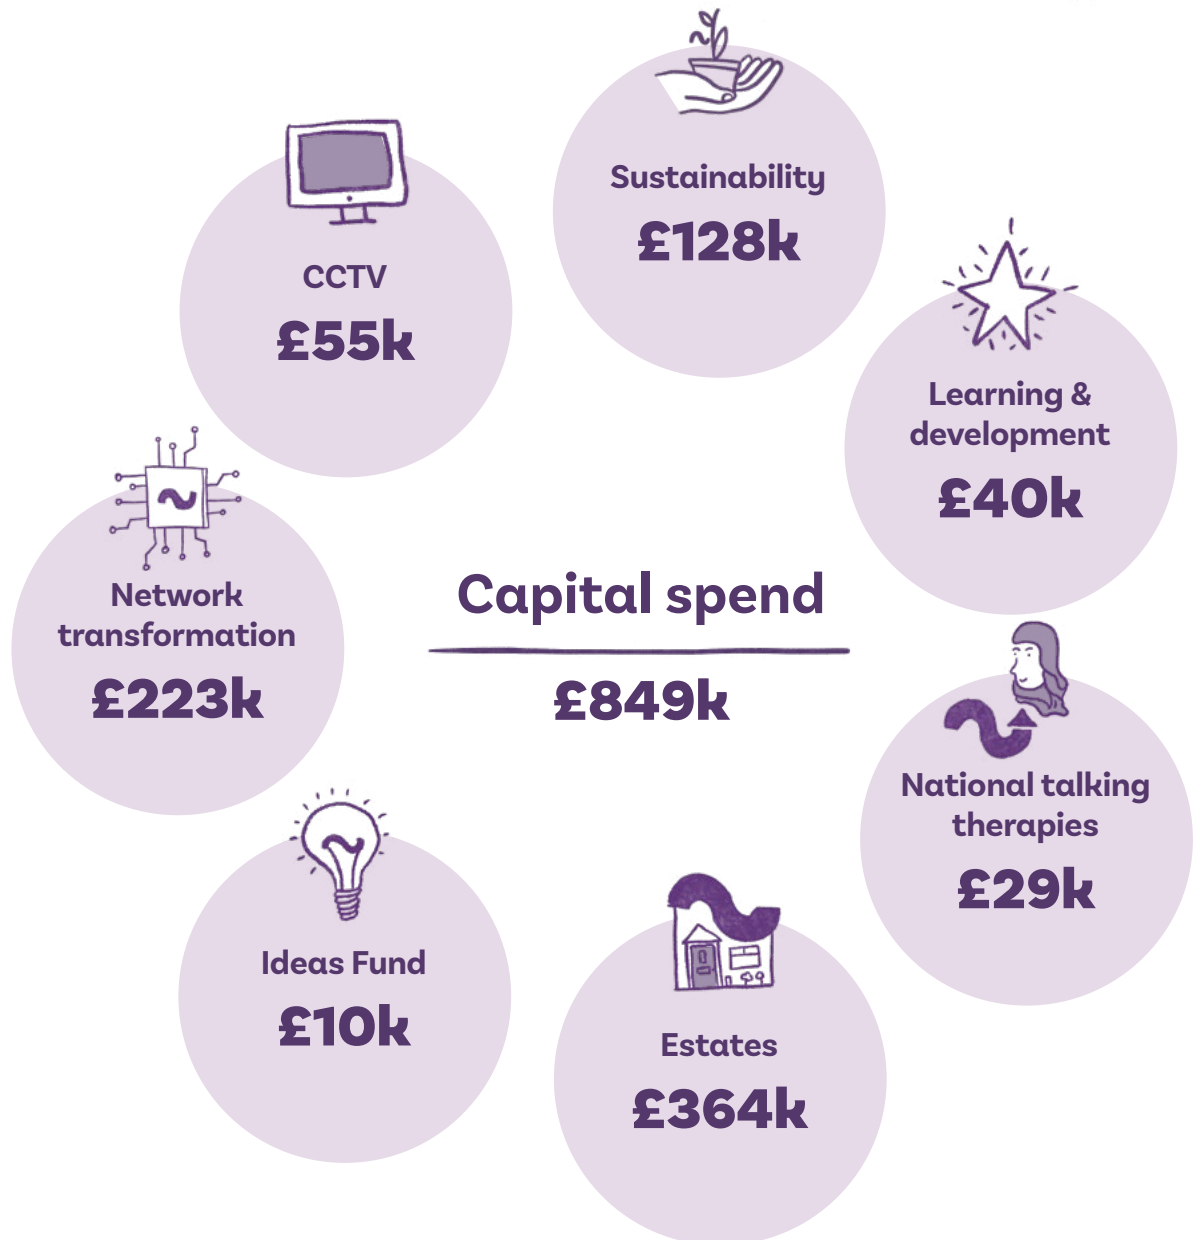 Sustainability
£128k
CCTV
£55k
Learning &
development
£40k
Network
transformation
£223k
Capital spend
£849k
National talking
therapies
£29k
Ideas Fund
£10k
Estates
£364k